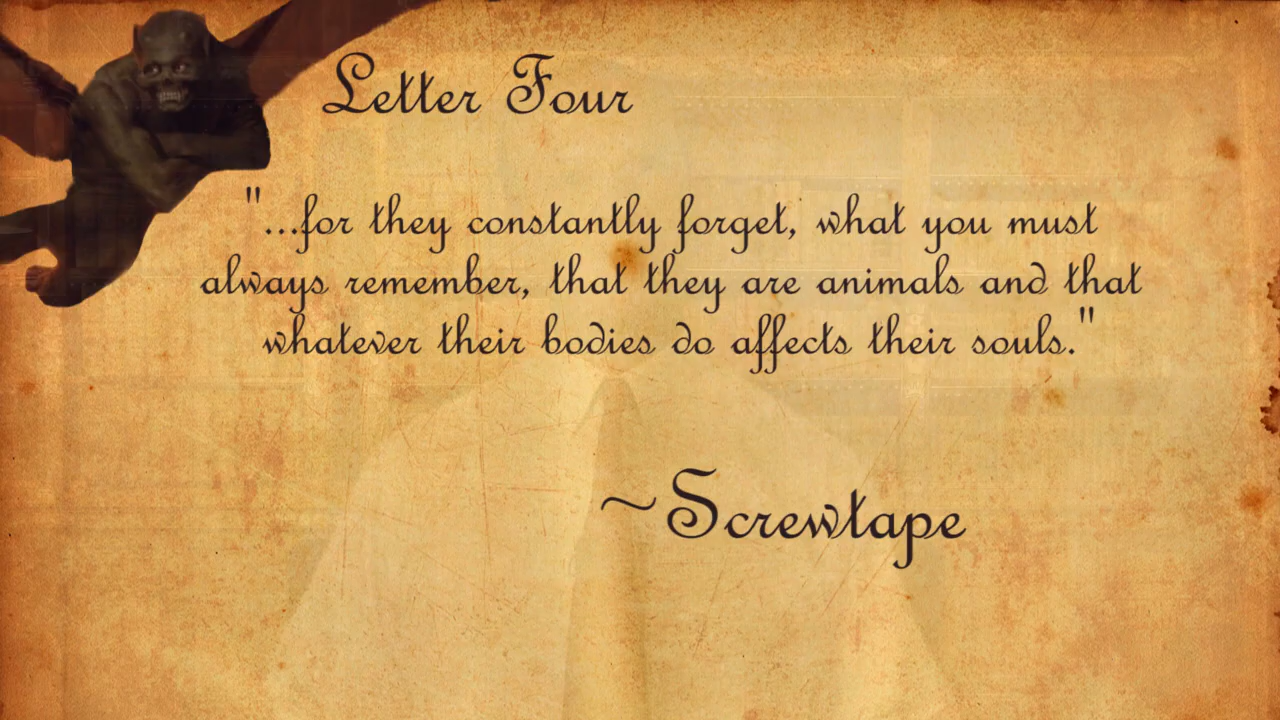 Letter Four
"...for they constantly forget, what you must
always remember, that they are animals and that
whatever their bodies do affects their souls."
~Screwtape